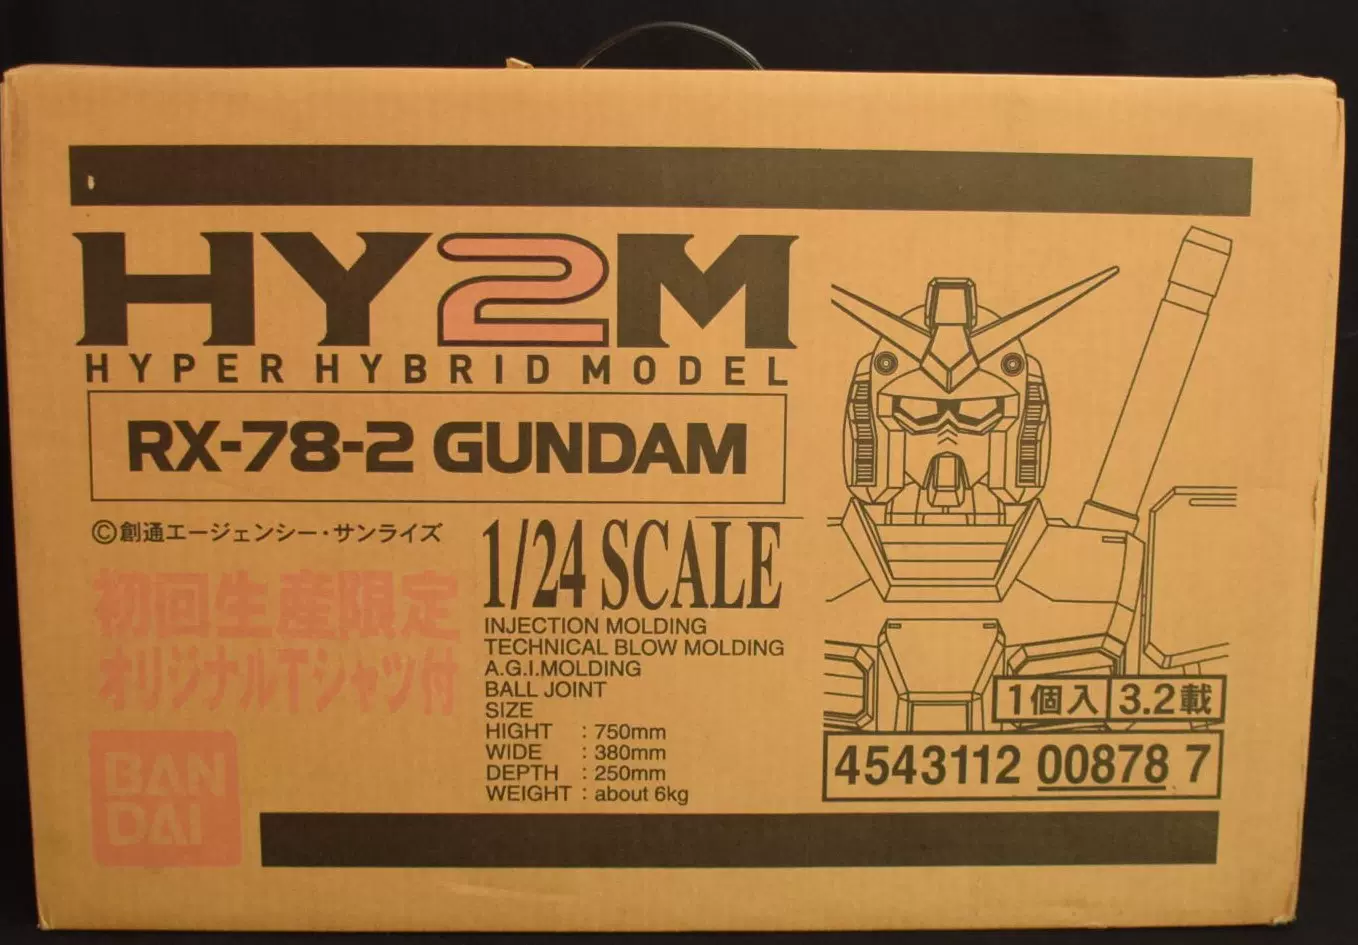 HY2M
HYPER HYBRID MODEL
RX-78-2 GUNDAM
©創通エージェンシー・サンライズ
初回生産限定
オリジナルTシャツ付
BAN
DAI
1/24 SCALE
INJECTION MOLDING
TECHNICAL BLOW MOLDING
A.G.I.MOLDING
BALL JOINT
SIZE
HIGHT : 750mm
WIDE : 380mm
DEPTH : 250mm
WEIGHT : about 6kg
1個入 3.2載
4543112 00878 7